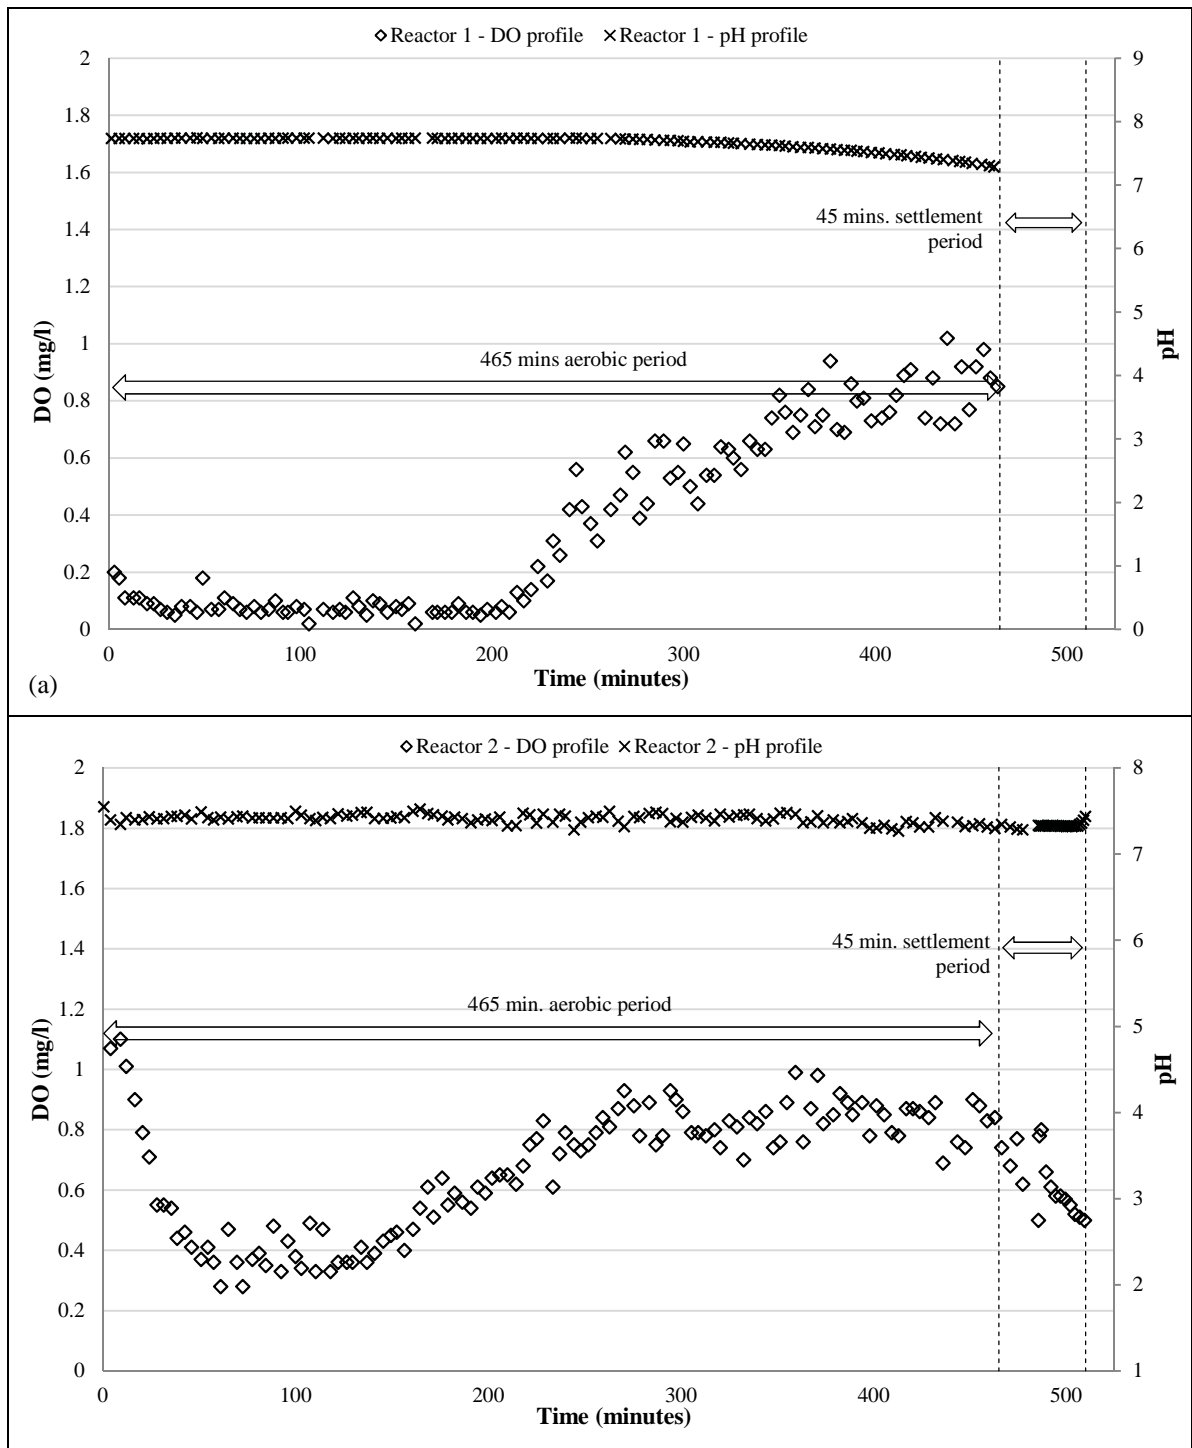 Reactor 1 - DO profile Reactor 1 - pH profile
2
1.8
1.6
1.4
1.2
1
0.8
0.6
0.4
0.2
0
DO (mg/l)
9
8
7
6
5
4
3
2
1
0
pH
45 mins. settlement
period
465 mins aerobic period
0 100 200 300 400 500
Time (minutes)
(a)
Reactor 2 - DO profile Reactor 2 - pH profile
2
1.8
1.6
1.4
1.2
1
0.8
0.6
0.4
0.2
0
DO (mg/l)
8
7
6
5
4
3
2
1
pH
45 min. settlement
period
465 min. aerobic period
0 100 200 300 400 500
Time (minutes)